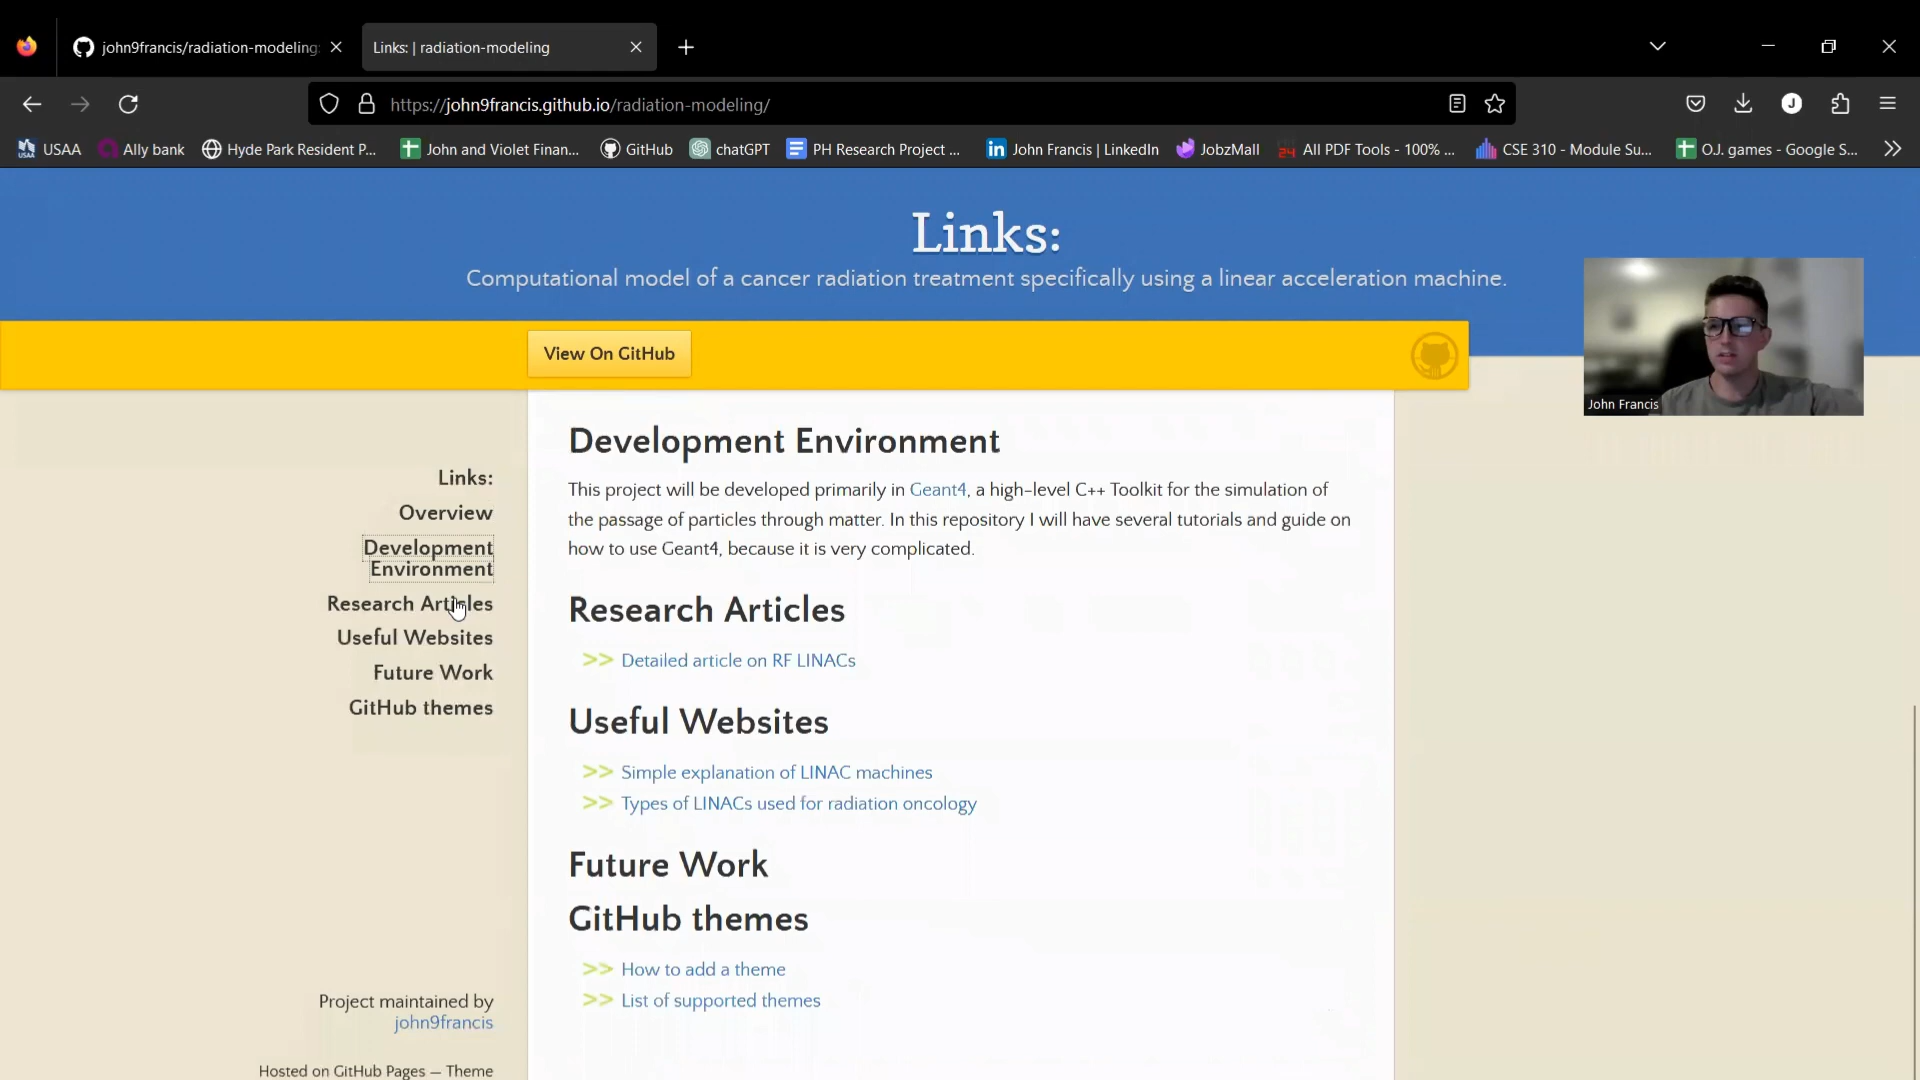 john9francis/radiation-modeling:
Links: | radiation-modeling
https://john9francis.github.io/radiation-modeling/
J
USAA
Ally bank
Hyde Park Resident P...
John and Violet Finan...
GitHub
chatGPT
PH Research Project ...
in
John Francis | LinkedIn
JobzMall
24
All PDF Tools - 100% ...
CSE 310 - Module Su...
O.J. games - Google S...
Links:
Computational model of a cancer radiation treatment specifically using a linear acceleration machine.
View On GitHub
John Francis
Links:
Overview
Development
Environment
Research Articles
Useful Websites
Future Work
GitHub themes
Project maintained by
john9francis
Hosted on GitHub Pages — Theme
Development Environment
This project will be developed primarily in Geant4, a high-level C++ Toolkit for the simulation of
the passage of particles through matter. In this repository I will have several tutorials and guide on
how to use Geant4, because it is very complicated.
Research Articles
>> Detailed article on RF LINACs
Useful Websites
>> Simple explanation of LINAC machines
>> Types of LINACs used for radiation oncology
Future Work
GitHub themes
>> How to add a theme
>> List of supported themes